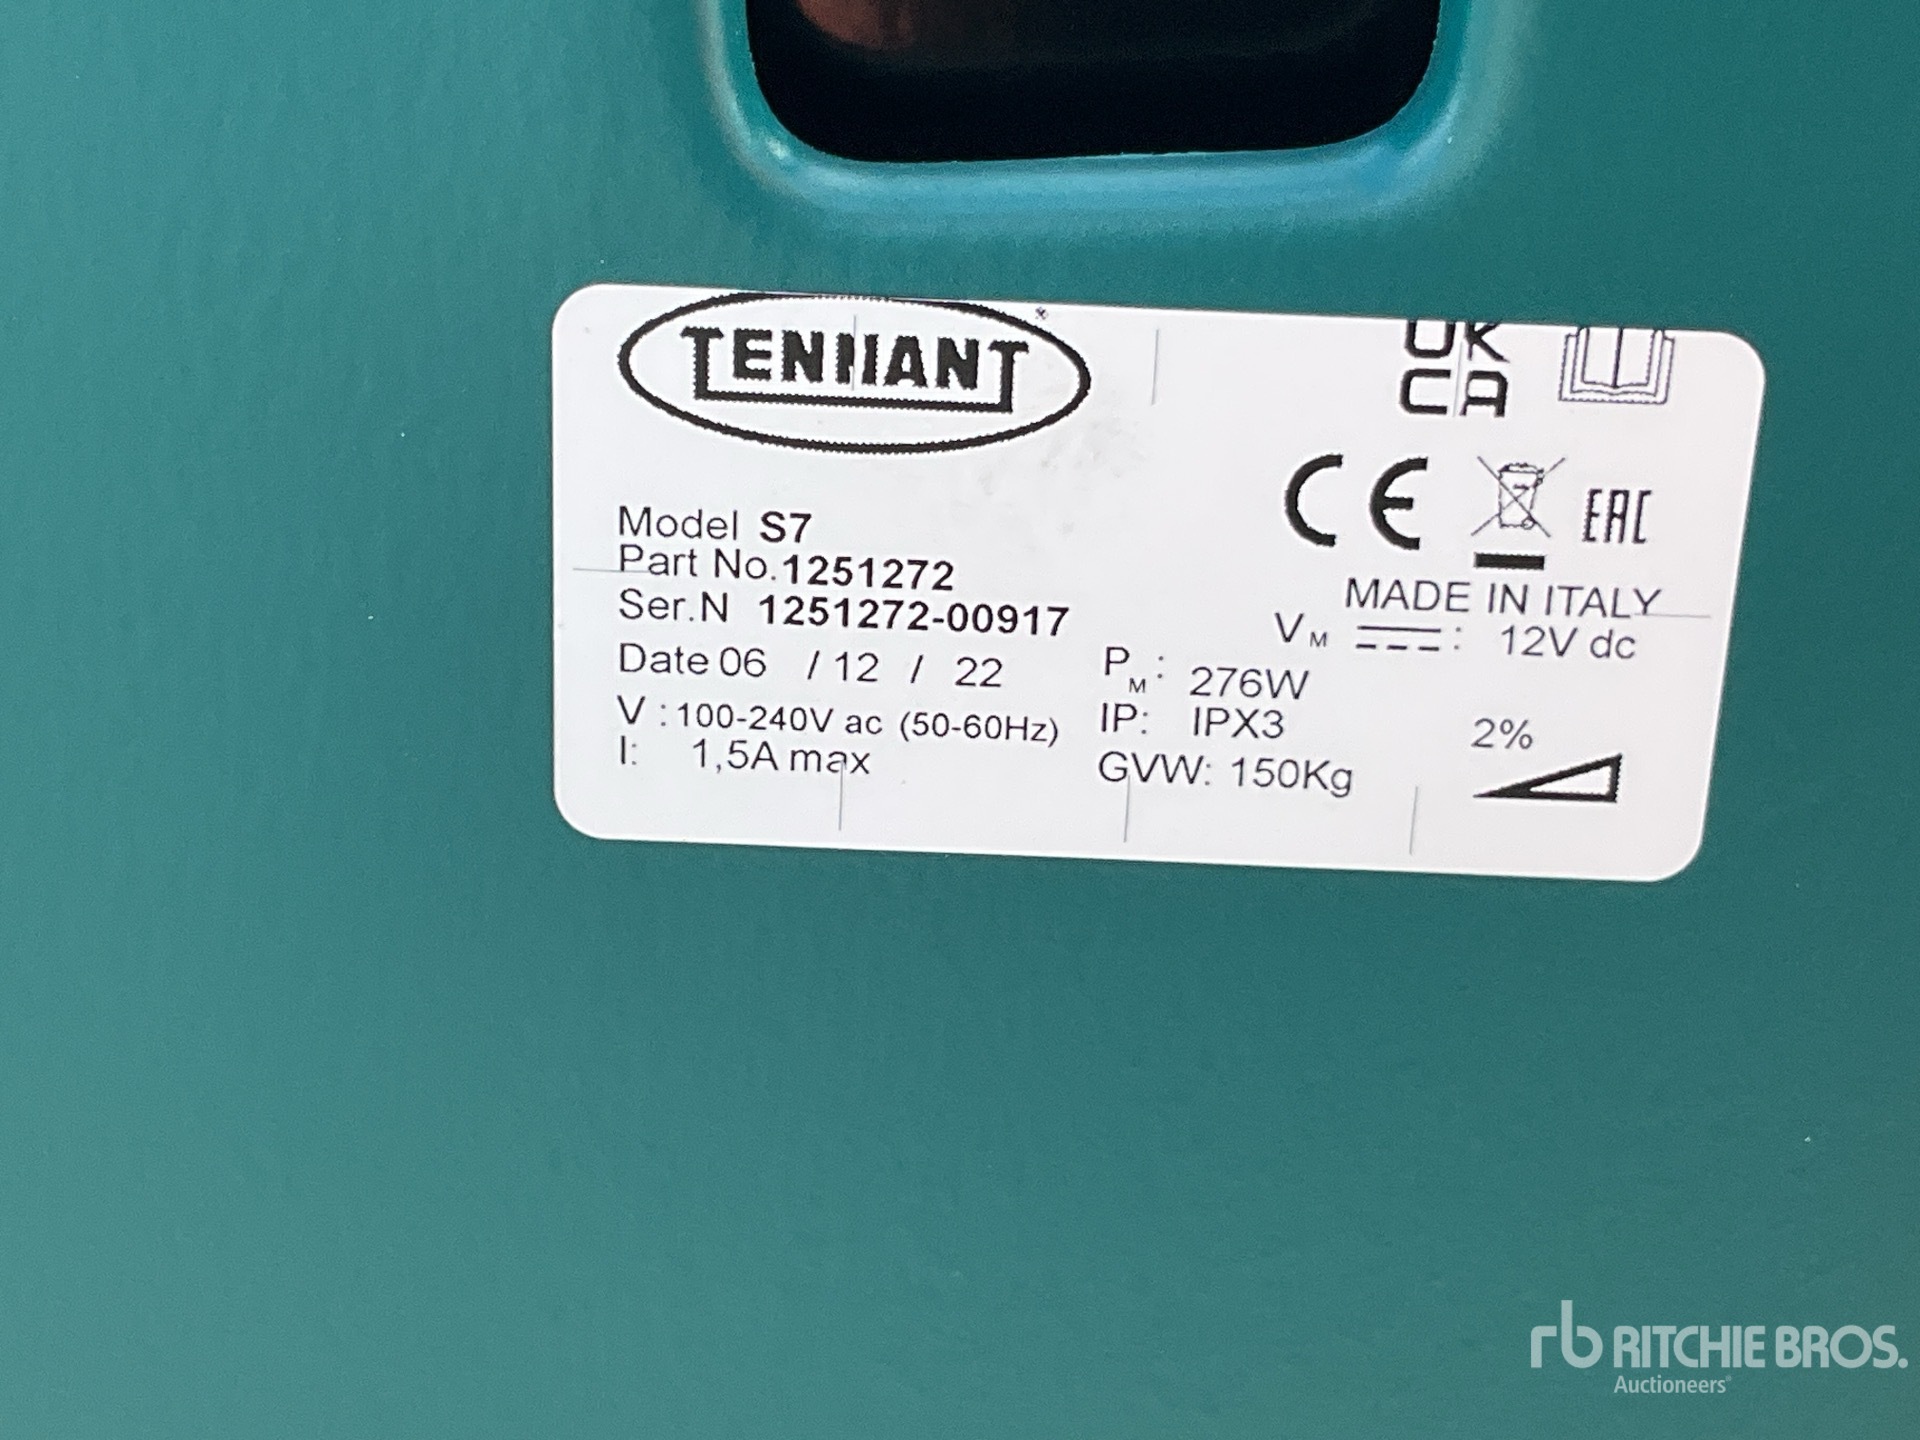 TENNANT®
UK
CA
CE EAC
Model S7
Part No.1251272
Ser.N 1251272-00917
MADE IN ITALY
VM : 12V dc
Date 06 / 12 / 22
PM: 276W
V : 100-240V ac (50-60Hz)
IP: IPX3
2%
I: 1,5A max
GVW: 150Kg
rb RITCHIE BROS.
Auctioneers